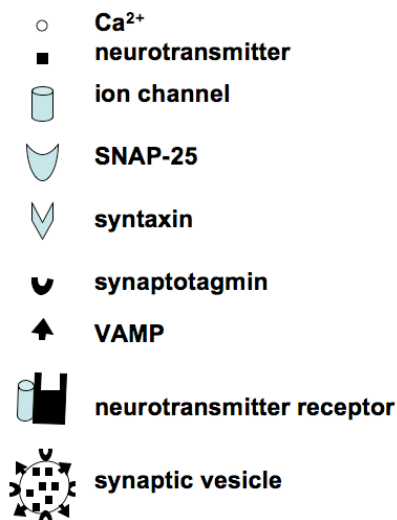 Ca²⁺
neurotransmitter
ion channel
SNAP-25
syntaxin
synaptotagmin
VAMP
neurotransmitter receptor
synaptic vesicle